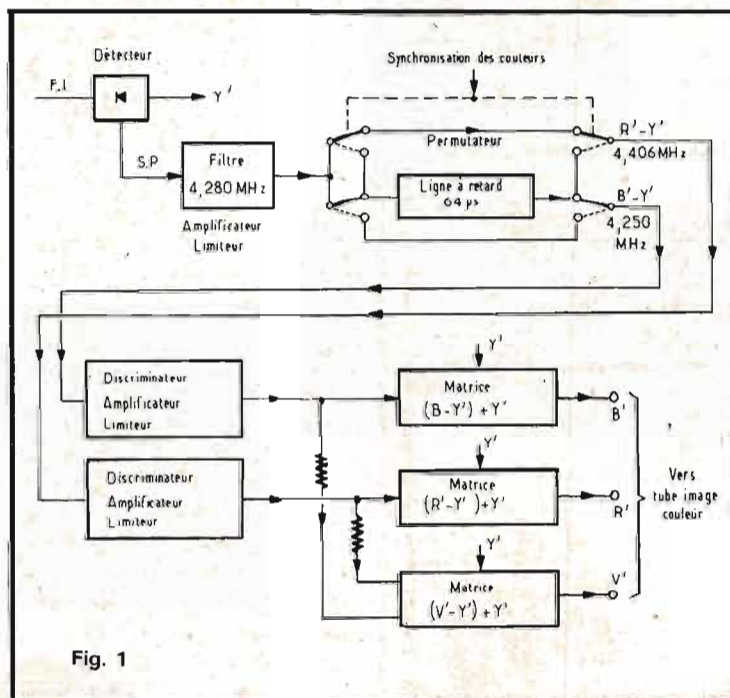 Détecteur
F.I.
Y'
Synchronisation des couleurs
S.P.
Filtre
4,280 MHz
Amplificateur
Limiteur
Permutateur
Ligne à retard
64 µs
R'-Y'
4,406 MHz
B'-Y'
4,250
MHz
Discriminateur
Amplificateur
Limiteur
Discriminateur
Amplificateur
Limiteur
Y'
Matrice
(B-Y')+Y'
B'
Y'
Matrice
(R'-Y')+Y'
R'
Y'
Matrice
(V'-Y')+Y'
V'
Vers
tube image
couleur
Fig. 1